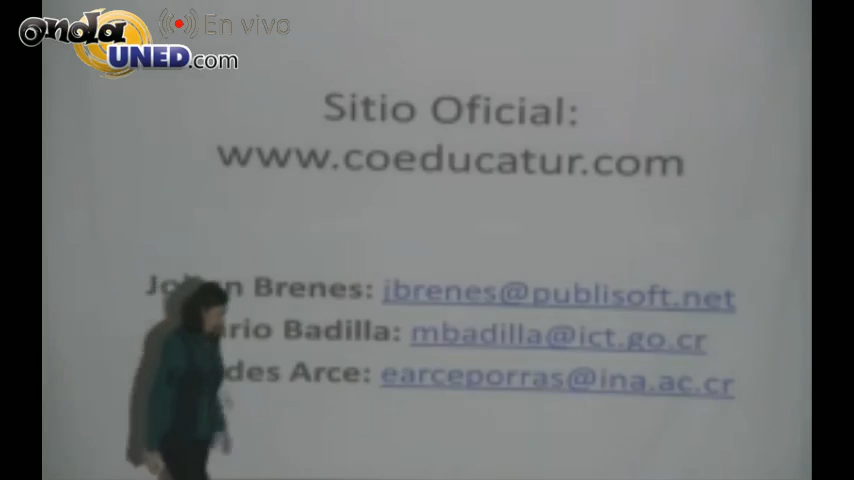 onda UNED.com
En vivo
Sitio Oficial:
www.coeducatur.com
Brenes: jbrenes@publisoft.net
Badilla: mbadilla@ict.go.cr
Arce: earceporras@ina.ac.cr